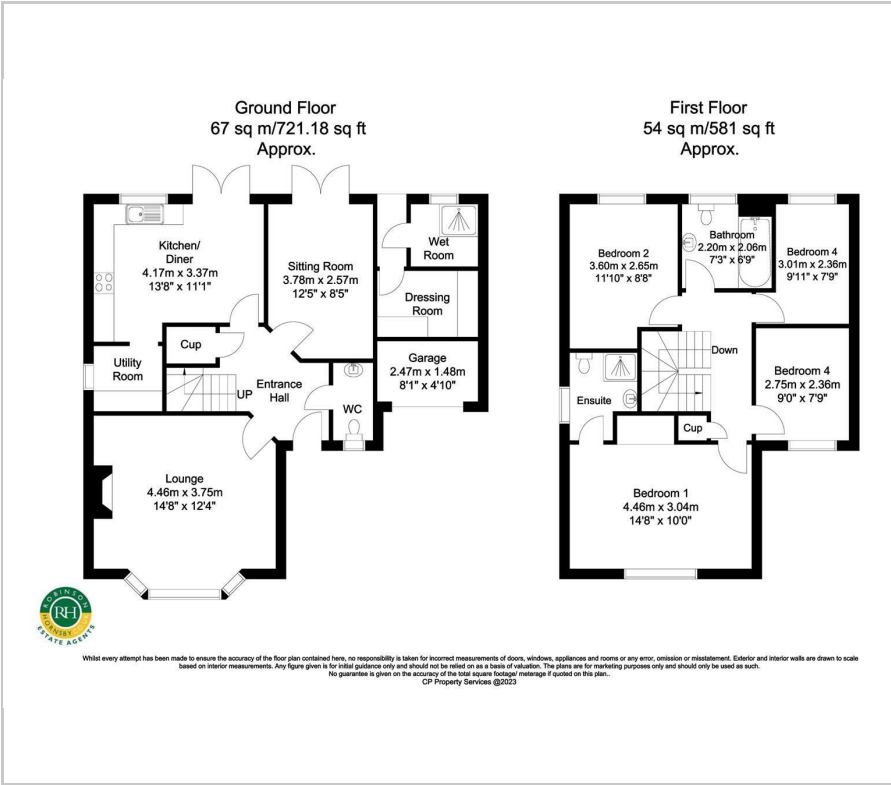 Ground Floor
67 sq m/721.18 sq ft
Approx.
Kitchen/
Diner
4.17m x 3.37m
13'8" x 11'1"
Sitting Room
3.78m x 2.57m
12'5" x 8'5"
Wet
Room
Dressing
Room
Cup
Utility
Room
UP
Entrance
Hall
WC
Garage
2.47m x 1.48m
8'1" x 4'10"
Lounge
4.46m x 3.75m
14'8" x 12'4"
First Floor
54 sq m/581 sq ft
Approx.
Bedroom 2
3.60m x 2.65m
11'10" x 8'8"
Bathroom
2.20m x 2.06m
7'3" x 6'9"
Bedroom 4
3.01m x 2.36m
9'11" x 7'9"
Down
Bedroom 4
2.75m x 2.36m
9'0" x 7'9"
Ensuite
Cup
Bedroom 1
4.46m x 3.04m
14'8" x 10'0"
ROBINSON
HORNSBY
RH
ESTATE AGENTS
Whilst every attempt has been made to ensure the accuracy of the floor plan contained here, no responsibility is taken for incorrect measurements of doors, windows, appliances and rooms or any error, omission or misstatement. Exterior and interior walls are drawn to scale
based on interior measurements. Any figure given is for initial guidance only and should not be relied on as a basis of valuation. The plans are for marketing purposes only and should only be used as such.
No guarantee is given on the accuracy of the total square footage/ meterage if quoted on this plan..
CP Property Services @2023